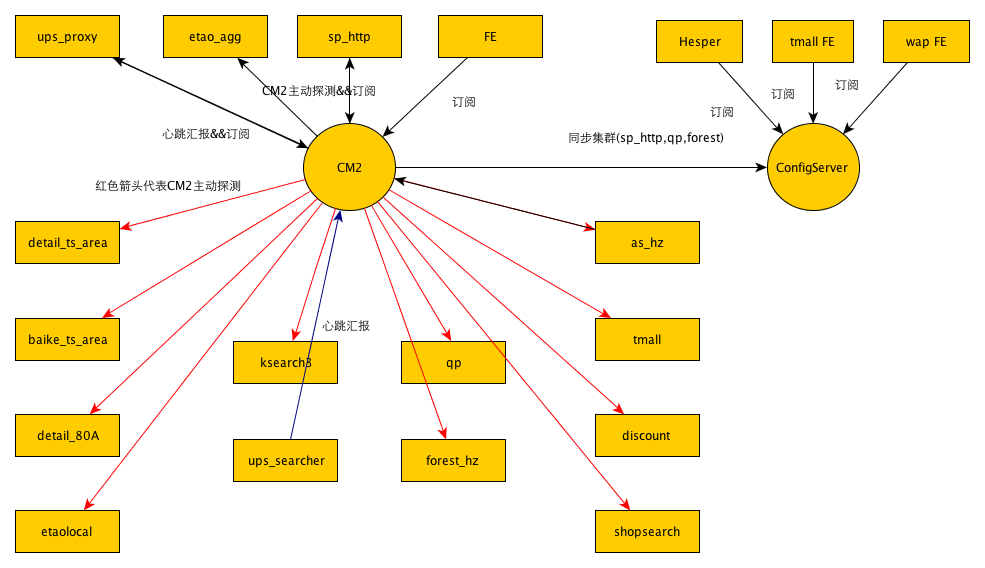 ups_proxy
etao_agg
sp_http
FE
Hesper
tmall FE
wap FE
CM2主动探测&&订阅
订阅
订阅
订阅
订阅
心跳汇报&&订阅
同步集群(sp_http,qp,forest)
CM2
ConfigServer
红色箭头代表CM2主动探测
detail_ts_area
as_hz
心跳汇报
baike_ts_area
ksearch3
qp
tmall
detail_80A
ups_searcher
forest_hz
discount
etaolocal
shopsearch